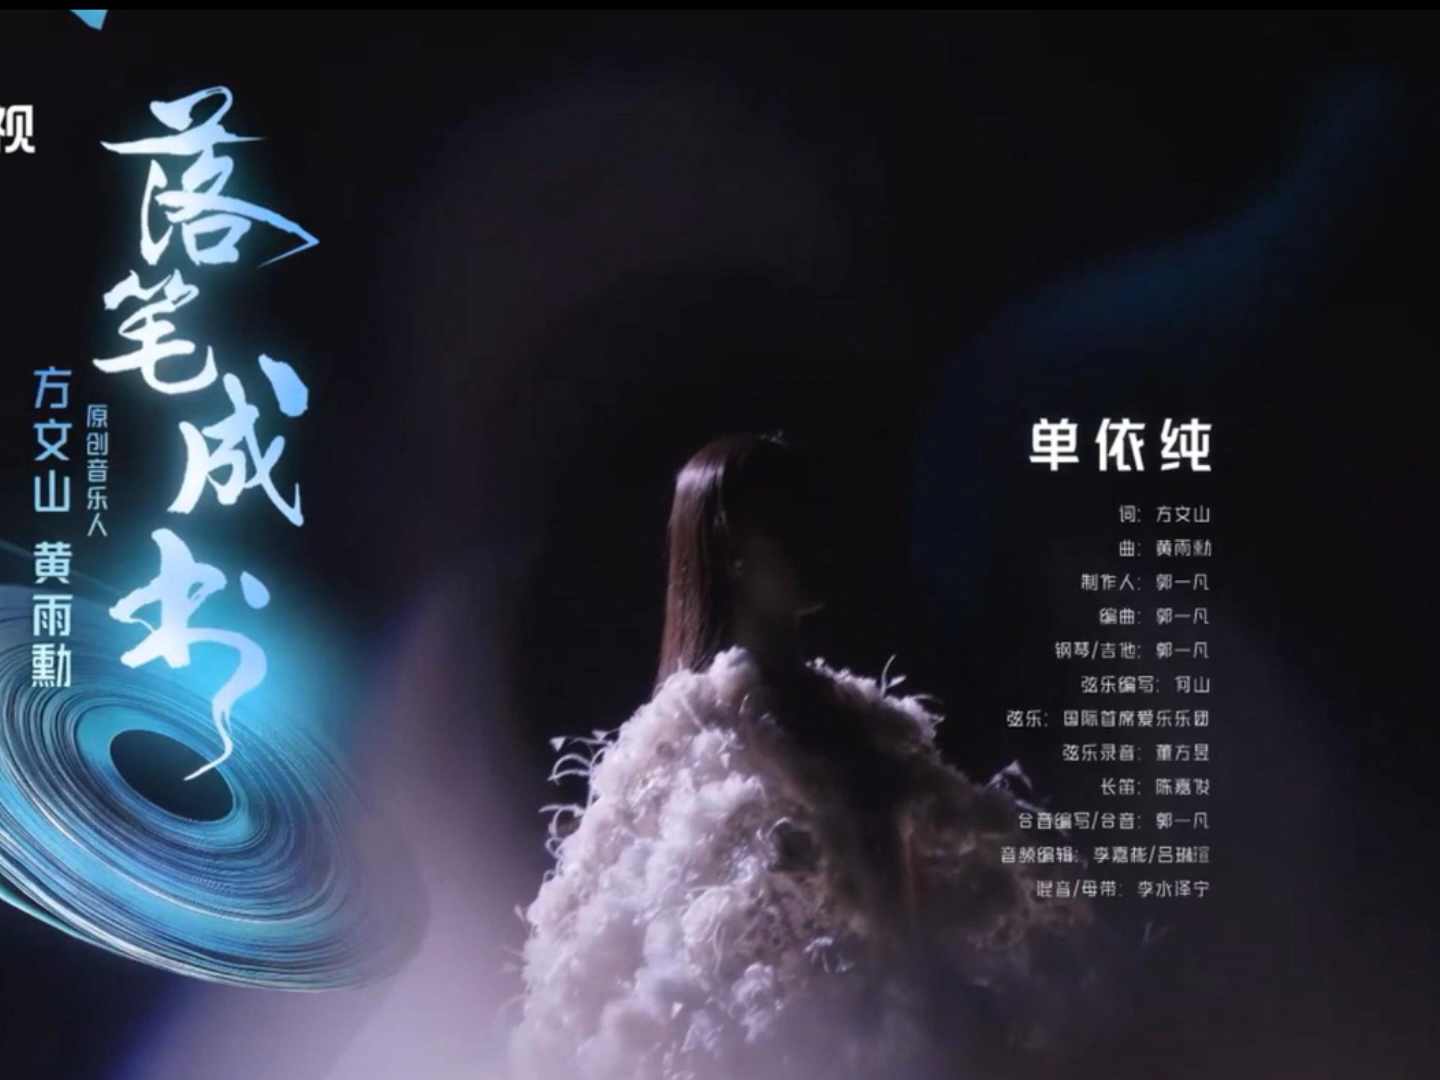 视
落笔成书
原创音乐人
方文山 黄雨勳
单依纯
词：方文山
曲：黄雨勳
制作人：郭一凡
编曲：郭一凡
钢琴/吉他：郭一凡
弦乐编写：何山
弦乐：国际首席爱乐乐团
弦乐录音：董方昱
长笛：陈嘉俊
合音编写/合音：郭一凡
音频编辑：李嘉彬/吕琳瑄
混音/母带：李水泽宁